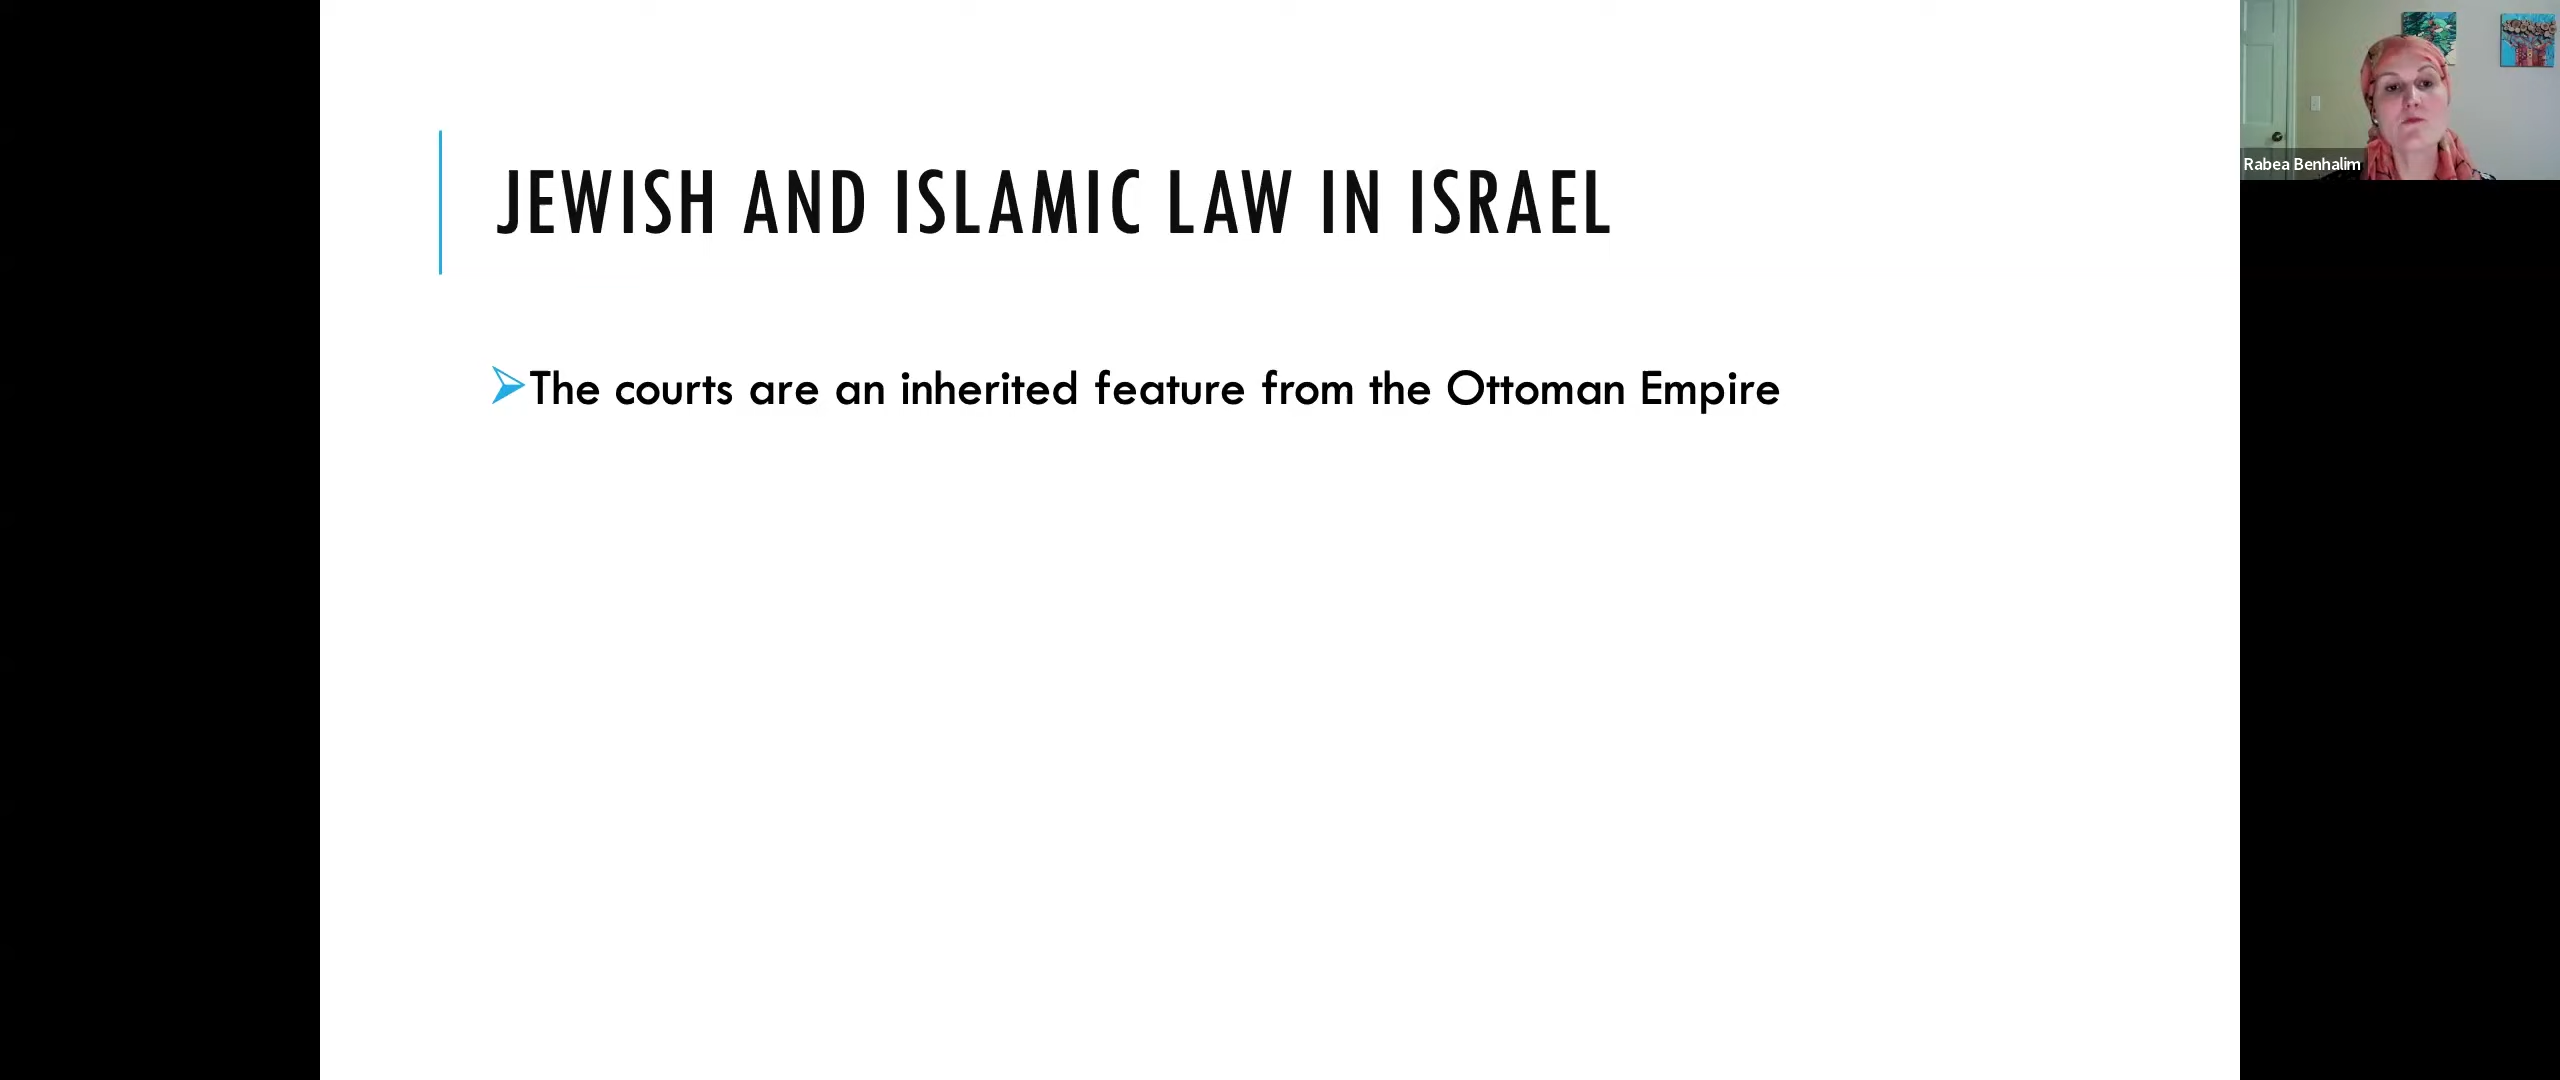 JEWISH AND ISLAMIC LAW IN ISRAEL
The courts are an inherited feature from the Ottoman Empire
Rabea Benhalim